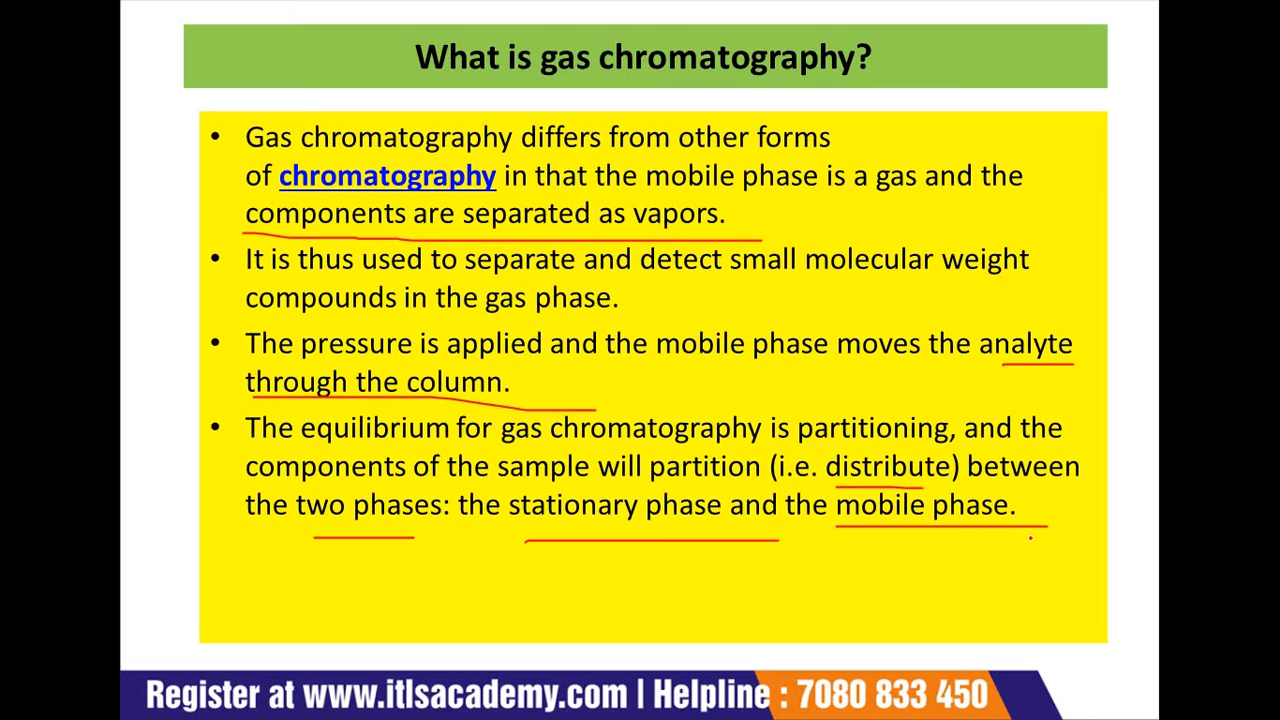 What is gas chromatography?
• Gas chromatography differs from other forms
of chromatography in that the mobile phase is a gas and the
components are separated as vapors.
• It is thus used to separate and detect small molecular weight
compounds in the gas phase.
• The pressure is applied and the mobile phase moves the analyte
through the column.
• The equilibrium for gas chromatography is partitioning, and the
components of the sample will partition (i.e. distribute) between
the two phases: the stationary phase and the mobile phase.
Register at www.itlsacademy.com | Helpline : 7080 833 450